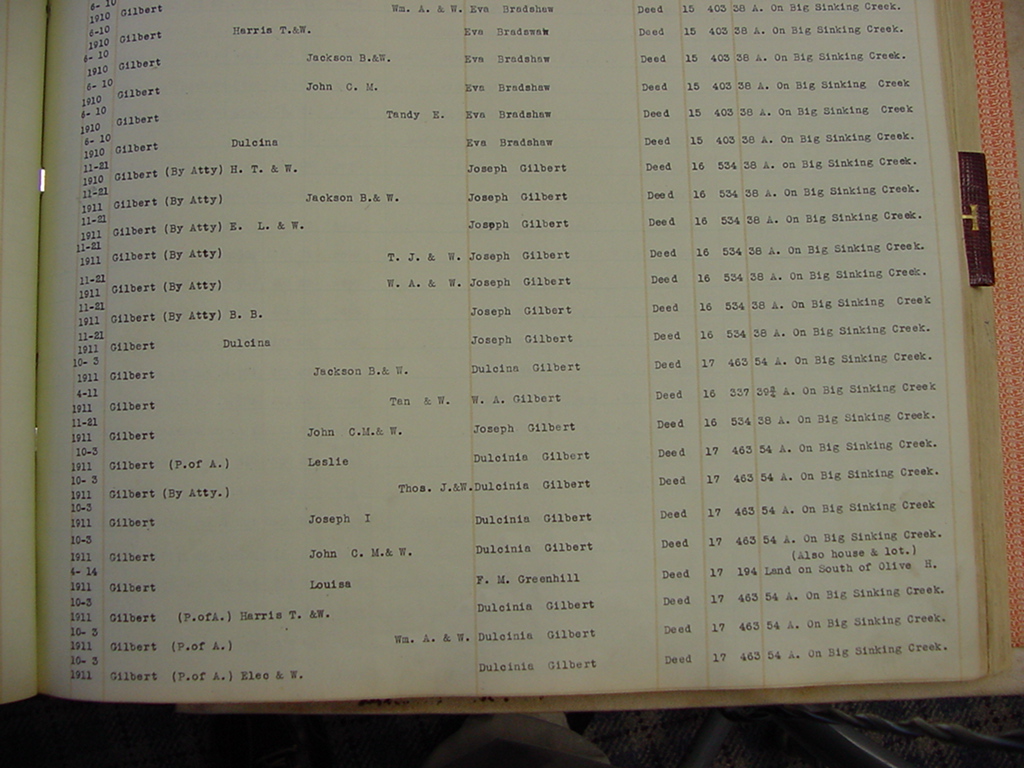 6- 10
1910 Gilbert Wm. A. & W. Eva Bradshaw Deed 15 403 38 A. On Big Sinking Creek.
6-10
1910 Gilbert Harris T.&W. Eva Bradshaw Deed 15 403 38 A. On Big Sinking Creek.
6- 10
1910 Gilbert Jackson B.&W. Eva Bradshaw Deed 15 403 38 A. On Big Sinking Creek.
6- 10
1910 Gilbert John C. M. Eva Bradshaw Deed 15 403 38 A. On Big Sinking Creek
6- 10
1910 Gilbert Tandy E. Eva Bradshaw Deed 15 403 38 A. On Big Sinking Creek.
6- 10
1910 Gilbert Dulcina Eva Bradshaw Deed 15 403 38 A. On Big Sinking Creek.
11-21
1910 Gilbert (By Atty) H. T. & W. Joseph Gilbert Deed 16 534 38 A. on Big Sinking Creek.
11-21
1911 Gilbert (By Atty) Jackson B.& W. Joseph Gilbert Deed 16 534 38 A. On Big Sinking Creek.
11-21
1911 Gilbert (By Atty) E. L. & W. Joseph Gilbert Deed 16 534 38 A. On Big Sinking Creek.
11-21
1911 Gilbert (By Atty) T. J. & W. Joseph Gilbert Deed 16 534 38 A. On Big Sinking Creek.
11-21
1911 Gilbert (By Atty) W. A. & W. Joseph Gilbert Deed 16 534 38 A. On Big Sinking Creek.
11-21
1911 Gilbert (By Atty) B. B. Joseph Gilbert Deed 16 534 38 A. On Big Sinking Creek
11-21
1911 Gilbert Dulcina Joseph Gilbert Deed 16 534 38 A. On Big Sinking Creek.
10- 3
1911 Gilbert Jackson B.& W. Dulcina Gilbert Deed 17 463 54 A. On Big Sinking Creek.
4-11
1911 Gilbert Tan & W. W. A. Gilbert Deed 16 337 39¾ A. On Big Sinking Creek
11-21
1911 Gilbert John C.M.& W. Joseph Gilbert Deed 16 534 38 A. On Big Sinking Creek.
10-3
1911 Gilbert (P.of A.) Leslie Dulcinia Gilbert Deed 17 463 54 A. On Big Sinking Creek.
10- 3
1911 Gilbert (By Atty.) Thos. J.&W. Dulcinia Gilbert Deed 17 463 54 A. On Big Sinking Creek.
10-3
1911 Gilbert Joseph I Dulcinia Gilbert Deed 17 463 54 A. On Big Sinking Creek
10-3
1911 Gilbert John C. M.& W. Dulcinia Gilbert Deed 17 463 54 A. On Big Sinking Creek.
(Also house & lot.)
4- 14
1911 Gilbert Louisa F. M. Greenhill Deed 17 194 Land on South of Olive H.
10-3
1911 Gilbert (P.ofA.) Harris T. &W. Dulcinia Gilbert Deed 17 463 54 A. On Big Sinking Creek.
10- 3
1911 Gilbert (P.of A.) Wm. A. & W. Dulcinia Gilbert Deed 17 463 54 A. On Big Sinking Creek.
10- 3
1911 Gilbert (P.of A.) Elec & W. Dulcinia Gilbert Deed 17 463 54 A. On Big Sinking Creek.